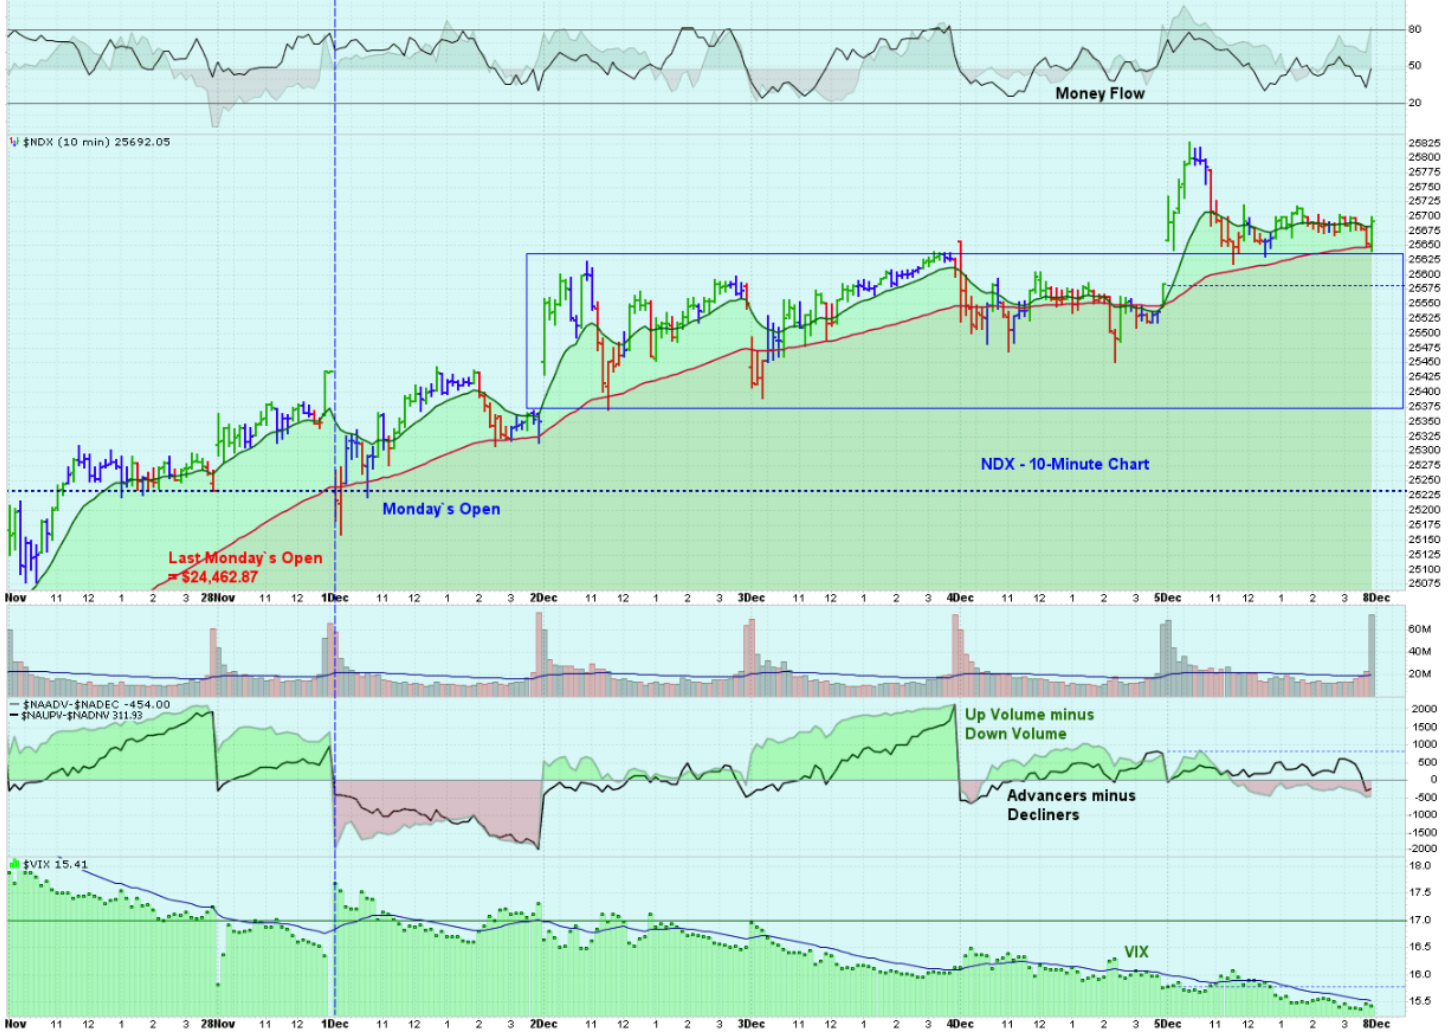 80
50
20
Money Flow
$NDX (10 min) 25692.05
25825
25800
25775
25750
25725
25700
25675
25650
25625
25600
25575
25550
25525
25500
25475
25450
25425
25400
25375
25350
25325
25300
25275
25250
25225
25200
25175
25150
25125
25100
25075
NDX - 10-Minute Chart
Monday`s Open
Last Monday`s Open
= $24,462.87
Nov 11 12 1 2 3 28Nov 11 12 1 2 3 1Dec 11 12 1 2 3 2Dec 11 12 1 2 3 3Dec 11 12 1 2 3 4Dec 11 12 1 2 3 5Dec 11 12 1 2 3 8Dec
60M
40M
20M
$NAADV-$NADEC -454.00
$NAUPV-$NADNV 311.93
2000
1500
1000
500
0
-500
-1000
-1500
-2000
Up Volume minus
Down Volume
Advancers minus
Decliners
$VIX 15.41
18.0
17.5
17.0
16.5
16.0
15.5
VIX
Nov 11 12 1 2 3 28Nov 11 12 1 2 3 1Dec 11 12 1 2 3 2Dec 11 12 1 2 3 3Dec 11 12 1 2 3 4Dec 11 12 1 2 3 5Dec 11 12 1 2 3 8Dec